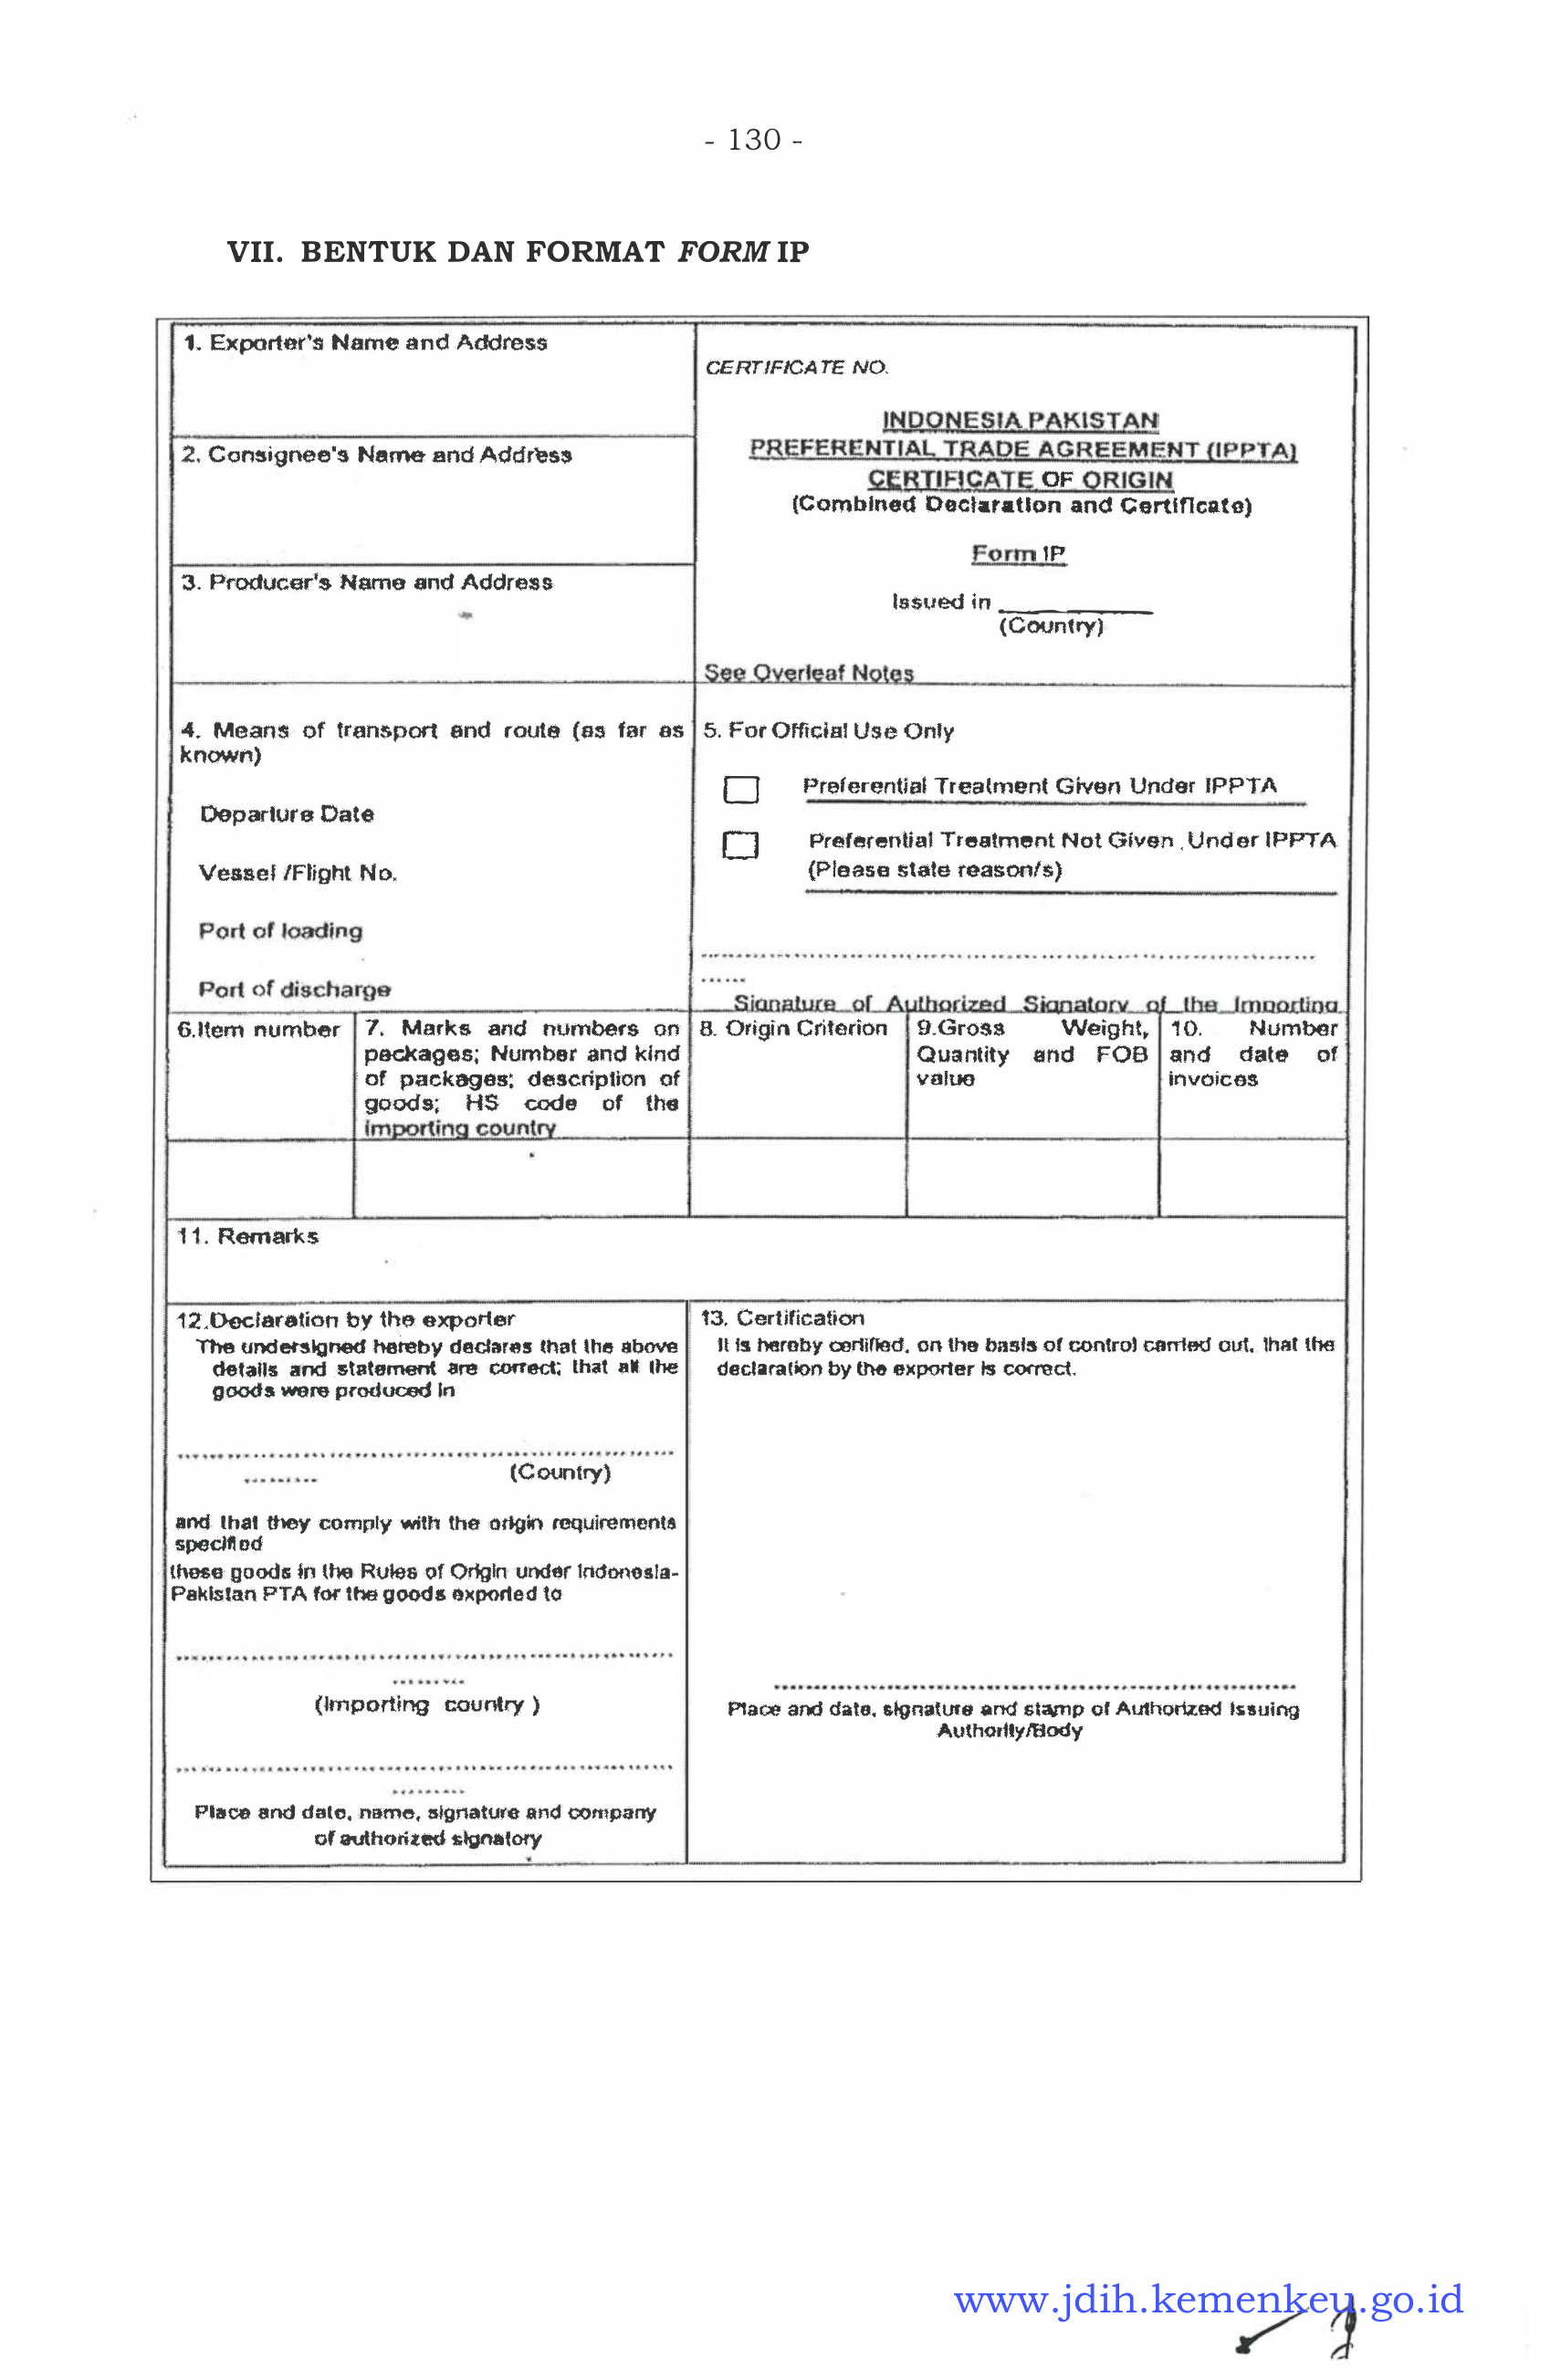 - 130 -
VII. BENTUK DAN FORMAT FORM IP
1. Exporter's Name and Address
CERTIFICATE NO.
INDONESIA PAKISTAN
PREFERENTIAL TRADE AGREEMENT (IPPTA)
CERTIFICATE OF ORIGIN
(Combined Declaration and Certificate)
Form IP
Issued in ____________
(Country)
See Overleaf Notes
2. Consignee's Name and Address
3. Producer's Name and Address
4. Means of transport and route (as far as
known)
Departure Date
Vessel /Flight No.
Port of loading
Port of discharge
5. For Official Use Only
Preferential Treatment Given Under IPPTA
Preferential Treatment Not Given Under IPPTA
(Please state reason/s)
Signature of Authorized Signatory of the Importing
6.Item number
7. Marks and numbers on
packages; Number and kind
of packages; description of
goods; HS code of the
importing country
8. Origin Criterion
9.Gross Weight,
Quantity and FOB
value
10. Number
and date of
invoices
11. Remarks
12.Declaration by the exporter
The undersigned hereby declares that the above
details and statement are correct; that all the
goods were produced in
(Country)
and that they comply with the origin requirements
specified
these goods in the Rules of Origin under Indonesia-
Pakistan PTA for the goods exported to
(Importing country )
Place and date, name, signature and company
of authorized signatory
13. Certification
It is hereby certified, on the basis of control carried out, that the
declaration by the exporter is correct.
Place and date, signature and stamp of Authorized Issuing
Authority/Body
www.jdih.kemenkeu.go.id